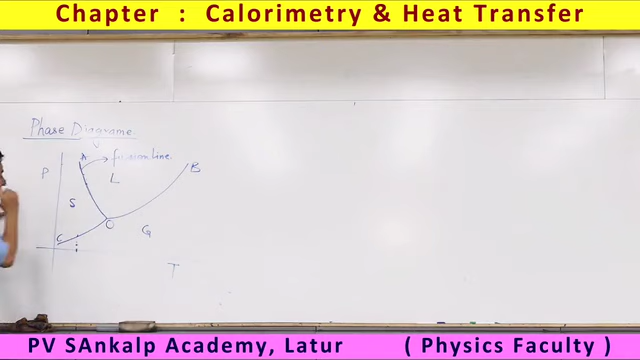 Chapter : Calorimetry & Heat Transfer
Phase Diagrame
A
fusion line
B
P
L
S
O
G
C
T
PV SAnkalp Academy, Latur ( Physics Faculty )